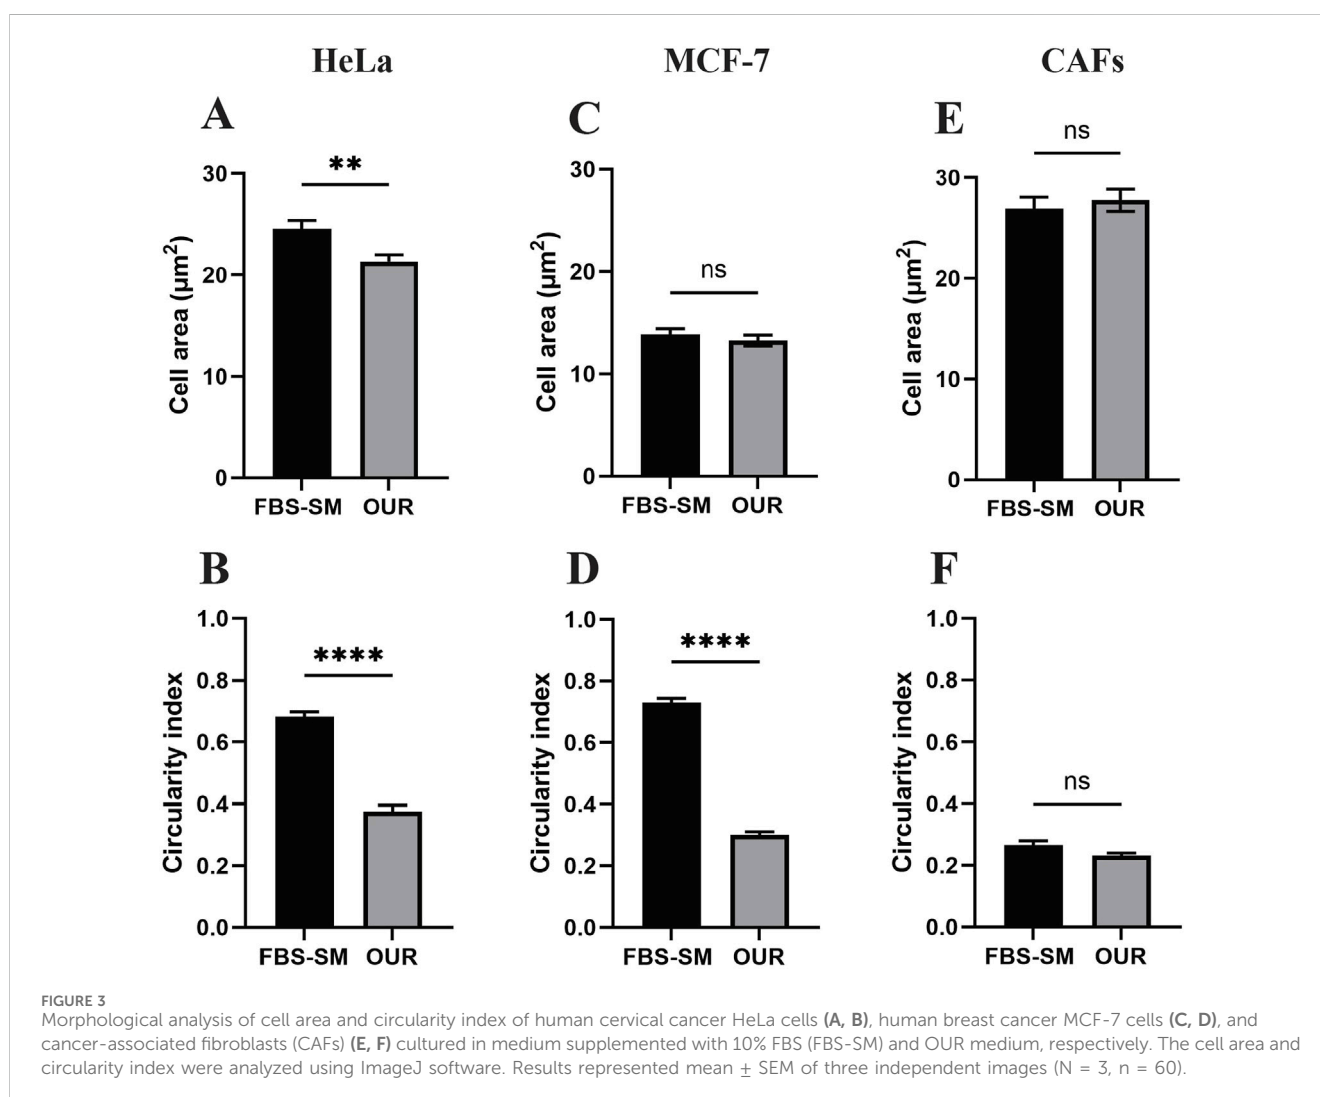 HeLa
MCF-7
CAFs
A
**
30
20
10
0
Cell area (µm²)
FBS-SM
OUR
C
ns
30
20
10
0
Cell area (µm²)
FBS-SM
OUR
E
ns
30
20
10
0
Cell area (µm²)
FBS-SM
OUR
B
****
1.0
0.8
0.6
0.4
0.2
0.0
Circularity index
FBS-SM
OUR
D
****
1.0
0.8
0.6
0.4
0.2
0.0
Circularity index
FBS-SM
OUR
F
ns
1.0
0.8
0.6
0.4
0.2
0.0
Circularity index
FBS-SM
OUR
FIGURE 3
Morphological analysis of cell area and circularity index of human cervical cancer HeLa cells (A, B), human breast cancer MCF-7 cells (C, D), and
cancer-associated fibroblasts (CAFs) (E, F) cultured in medium supplemented with 10% FBS (FBS-SM) and OUR medium, respectively. The cell area and
circularity index were analyzed using ImageJ software. Results represented mean ± SEM of three independent images (N = 3, n = 60).